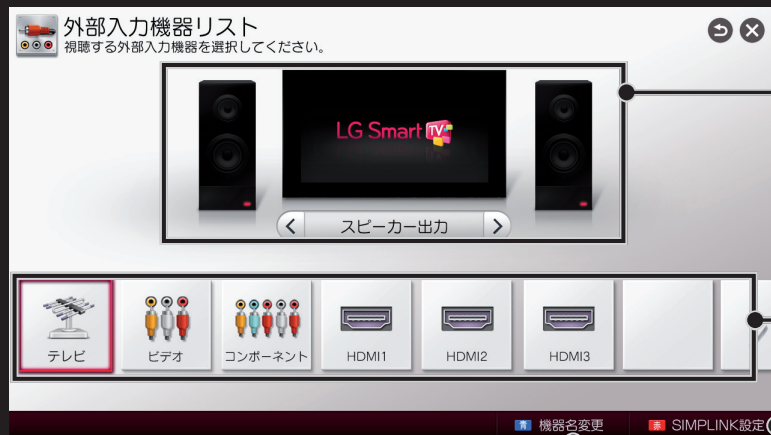 外部入力機器リスト
視聴する外部入力機器を選択してください。
LG Smart TV
スピーカー出力
テレビ
ビデオ
コンポーネント
HDMI1
HDMI2
HDMI3
青 機器名変更
赤 SIMPLINK設定